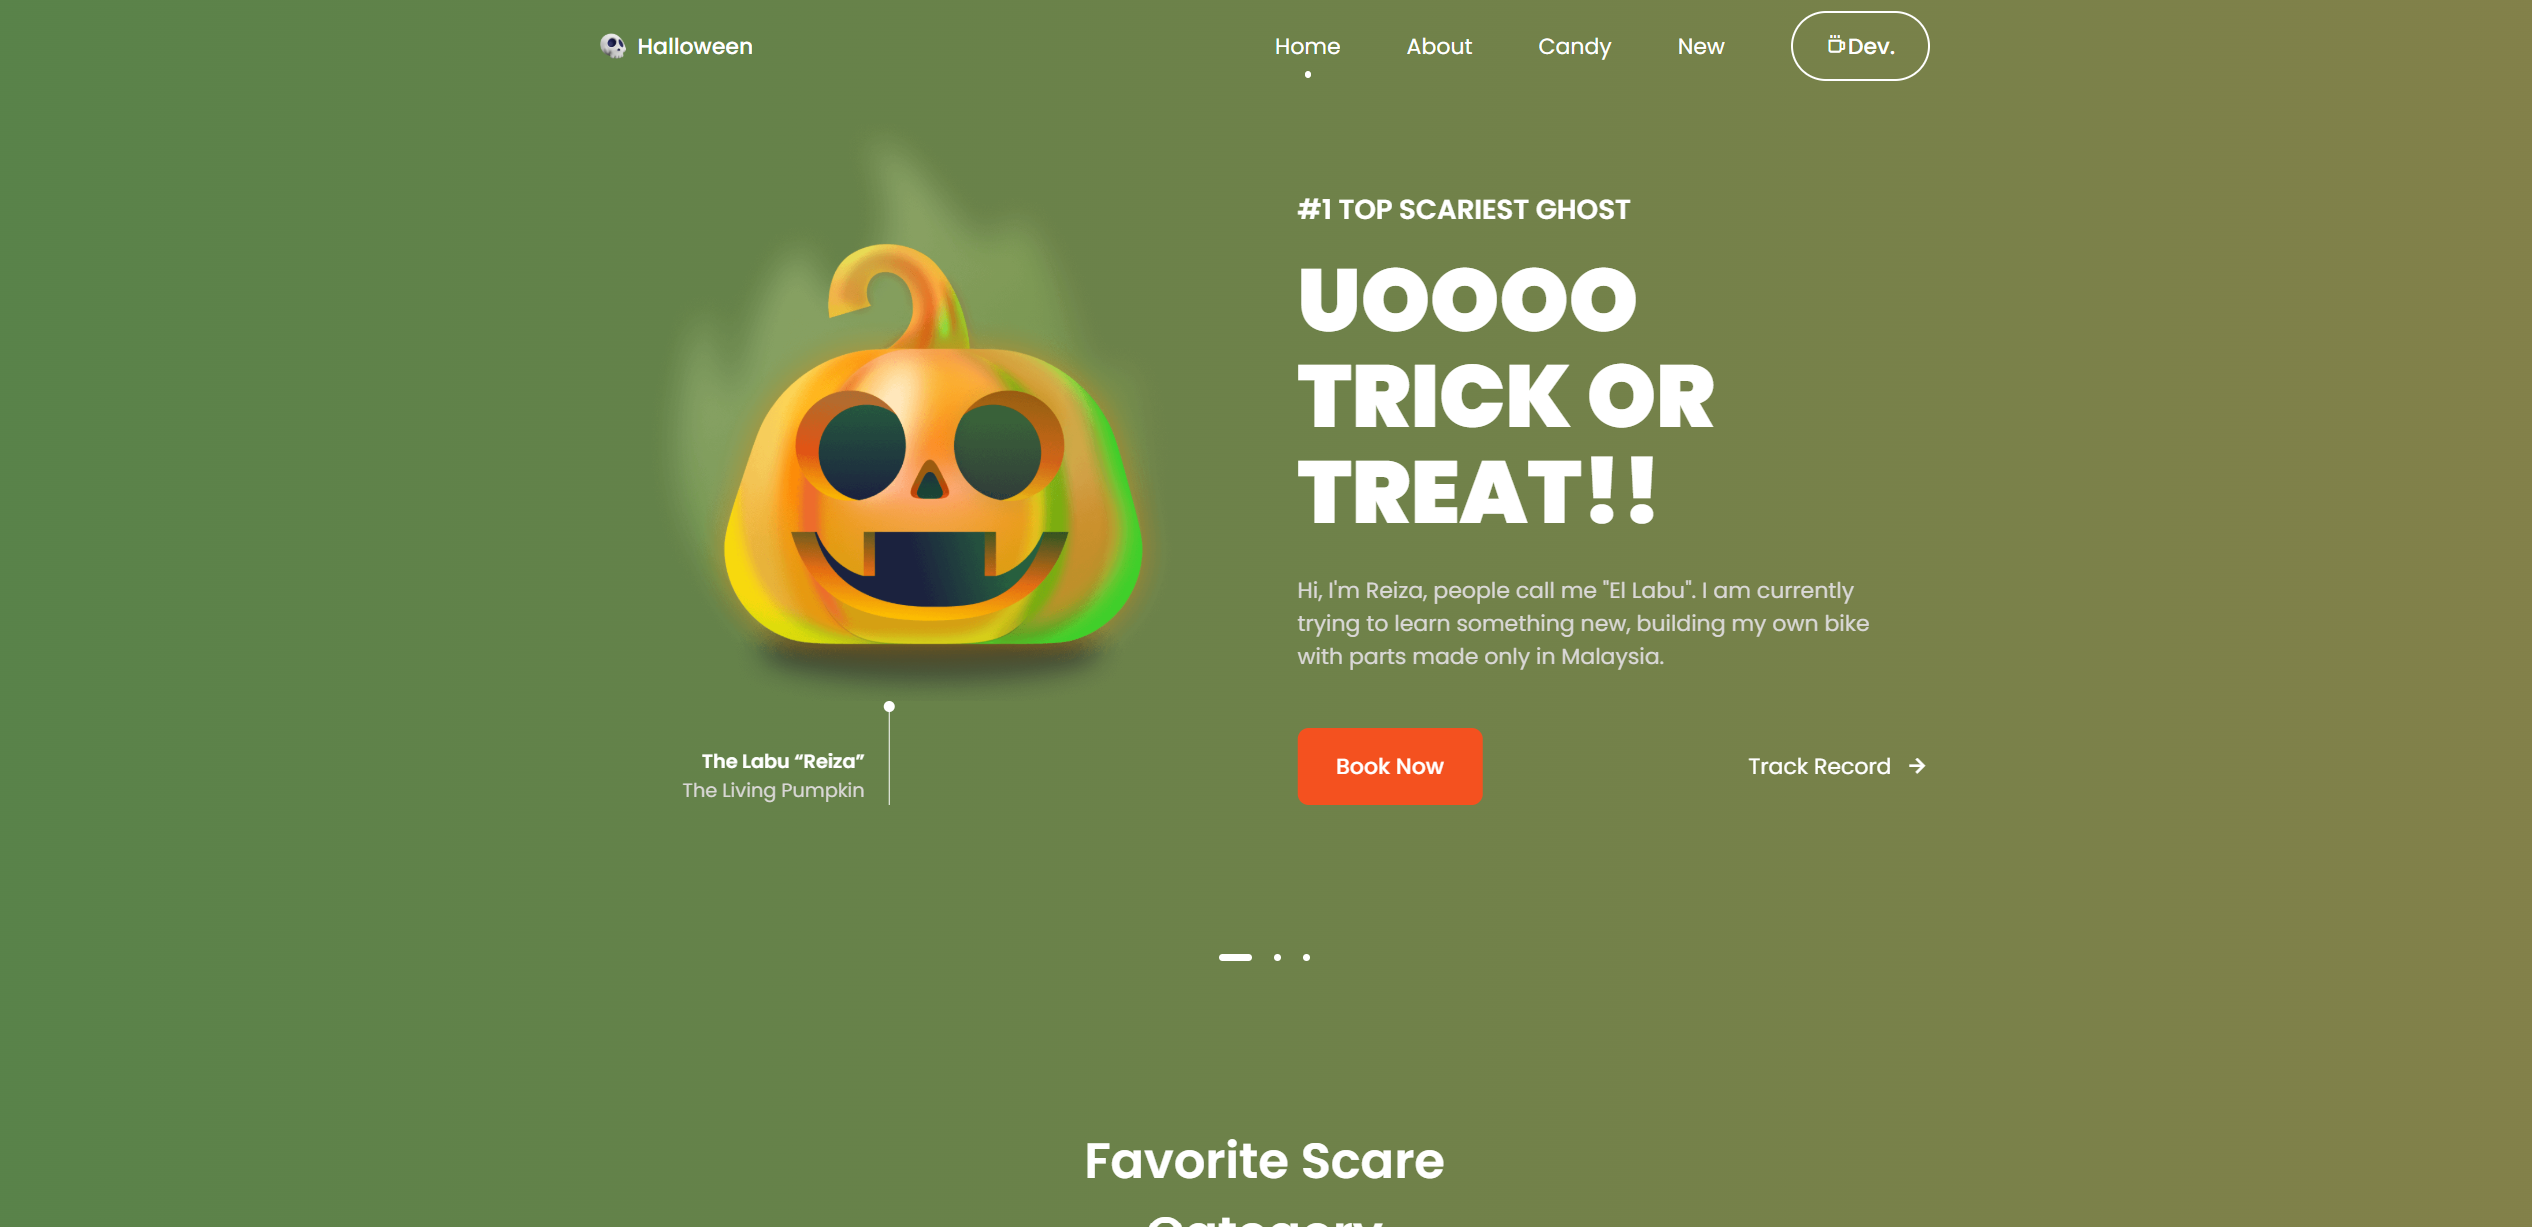 Halloween
Home
About
Candy
New
Dev.
#1 TOP SCARIEST GHOST
UOOOO
TRICK OR
TREAT!!
Hi, I'm Reiza, people call me "El Labu". I am currently
trying to learn something new, building my own bike
with parts made only in Malaysia.
Book Now
Track Record
The Labu “Reiza”
The Living Pumpkin
Favorite Scare
Category